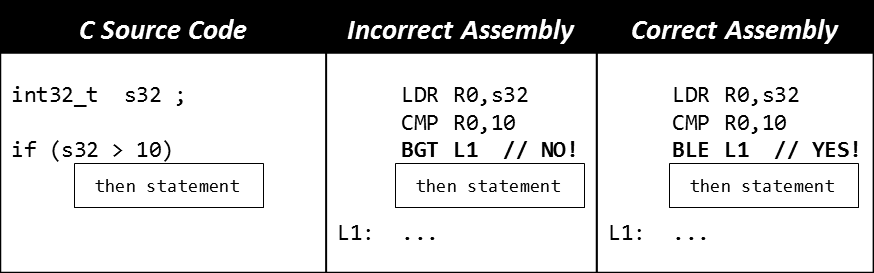 C Source Code
Incorrect Assembly
Correct Assembly
int32_t  s32 ;
if (s32 > 10)
then statement
LDR R0,s32
CMP R0,10
BGT L1  // NO!
then statement
L1:  ...
LDR R0,s32
CMP R0,10
BLE L1  // YES!
then statement
L1:  ...